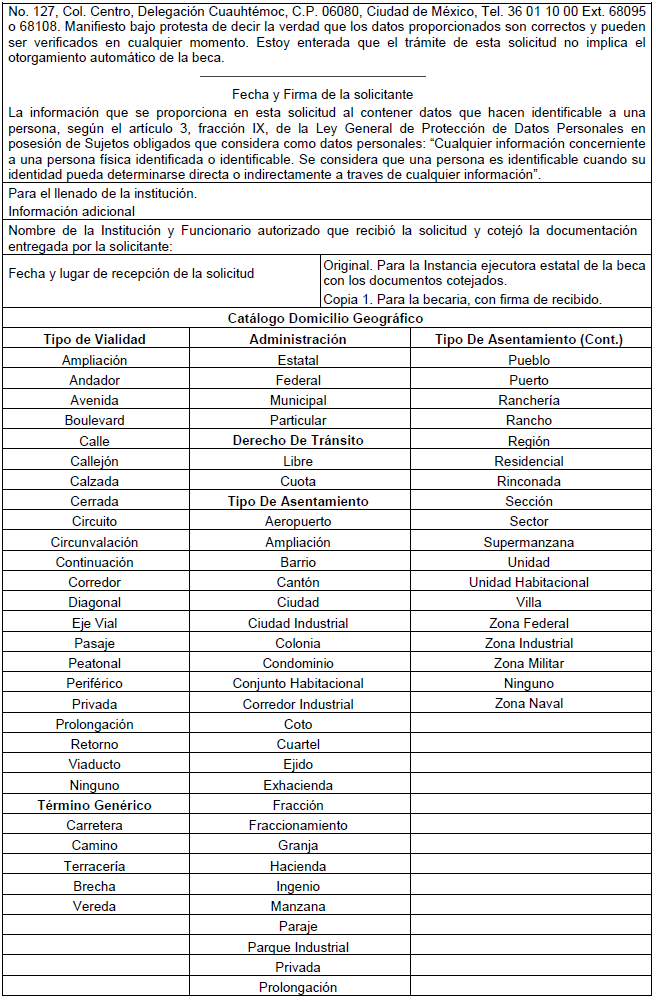 No. 127, Col. Centro, Delegación Cuauhtémoc, C.P. 06080, Ciudad de México, Tel. 36 01 10 00 Ext. 68095
o 68108. Manifiesto bajo protesta de decir la verdad que los datos proporcionados son correctos y pueden
ser verificados en cualquier momento. Estoy enterada que el trámite de esta solicitud no implica el
otorgamiento automático de la beca.
Fecha y Firma de la solicitante
La información que se proporciona en esta solicitud al contener datos que hacen identificable a una
persona, según el artículo 3, fracción IX, de la Ley General de Protección de Datos Personales en
posesión de Sujetos obligados que considera como datos personales: “Cualquier información concerniente
a una persona física identificada o identificable. Se considera que una persona es identificable cuando su
identidad pueda determinarse directa o indirectamente a traves de cualquier información”.
Para el llenado de la institución.
Información adicional
Nombre de la Institución y Funcionario autorizado que recibió la solicitud y cotejó la documentación
entregada por la solicitante:
Fecha y lugar de recepción de la solicitud
Original. Para la Instancia ejecutora estatal de la beca
con los documentos cotejados.
Copia 1. Para la becaria, con firma de recibido.
Catálogo Domicilio Geográfico
Tipo de Vialidad Administración Tipo De Asentamiento (Cont.)
Ampliación Estatal Pueblo
Andador Federal Puerto
Avenida Municipal Ranchería
Boulevard Particular Rancho
Calle Derecho De Tránsito Región
Callejón Libre Residencial
Calzada Cuota Rinconada
Cerrada Tipo De Asentamiento Sección
Circuito Aeropuerto Sector
Circunvalación Ampliación Supermanzana
Continuación Barrio Unidad
Corredor Cantón Unidad Habitacional
Diagonal Ciudad Villa
Eje Vial Ciudad Industrial Zona Federal
Pasaje Colonia Zona Industrial
Peatonal Condominio Zona Militar
Periférico Conjunto Habitacional Ninguno
Privada Corredor Industrial Zona Naval
Prolongación Coto
Retorno Cuartel
Viaducto Ejido
Ninguno Exhacienda
Término Genérico Fracción
Carretera Fraccionamiento
Camino Granja
Terracería Hacienda
Brecha Ingenio
Vereda Manzana
Paraje
Parque Industrial
Privada
Prolongación